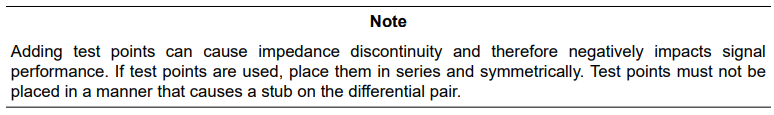 Note
Adding test points can cause impedance discontinuity and therefore negatively impacts signal
performance. If test points are used, place them in series and symmetrically. Test points must not be
placed in a manner that causes a stub on the differential pair.